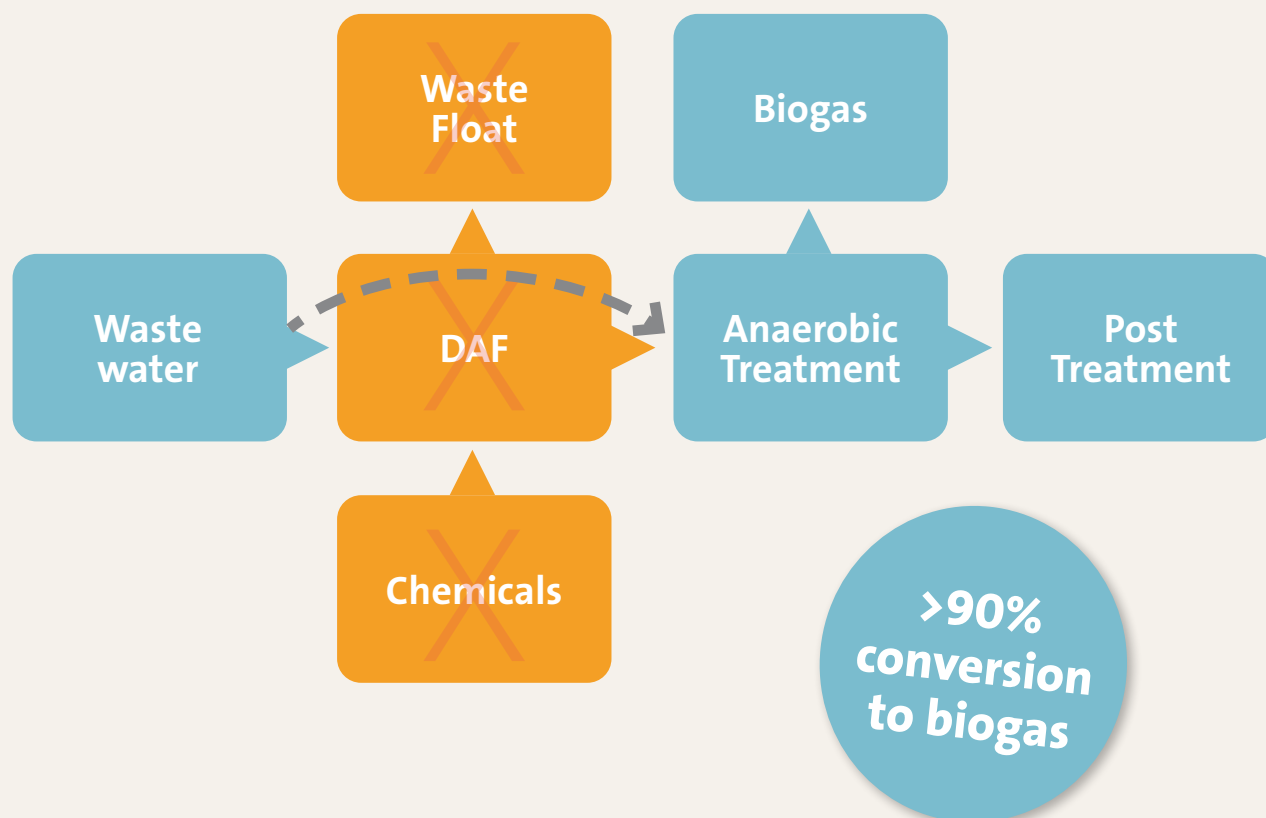 Waste
Float
Biogas
Waste
water
DAF
Anaerobic
Treatment
Post
Treatment
Chemicals
>90%
conversion
to biogas